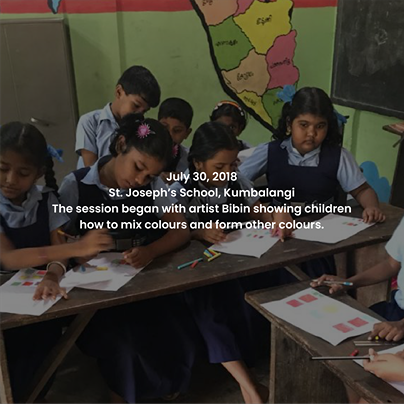 July 30, 2018
St. Joseph's School, Kumbalangi
The session began with artist Bibin showing children
how to mix colours and form other colours.